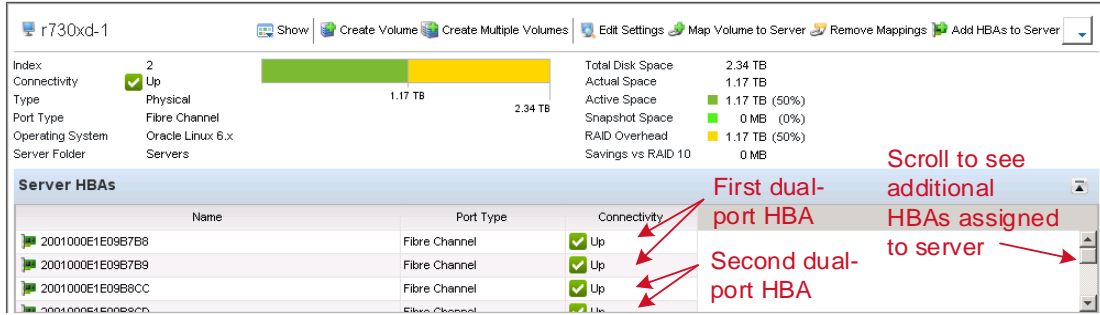 r730xd-1 Show Create Volume Create Multiple Volumes Edit Settings Map Volume to Server Remove Mappings Add HBAs to Server
Index 2
Connectivity Up
Type Physical
Port Type Fibre Channel
Operating System Oracle Linux 6.x
Server Folder Servers
1.17 TB
2.34 TB
Total Disk Space 2.34 TB
Actual Space 1.17 TB
Active Space 1.17 TB (50%)
Snapshot Space 0 MB (0%)
RAID Overhead 1.17 TB (50%)
Savings vs RAID 10 0 MB
Server HBAs
Name Port Type Connectivity
2001000E1E09B7B8 Fibre Channel Up
2001000E1E09B7B9 Fibre Channel Up
2001000E1E09B8CC Fibre Channel Up
2001000E1E09B8CD Fibre Channel Up
First dual-
port HBA
Second dual-
port HBA
Scroll to see
additional
HBAs assigned
to server